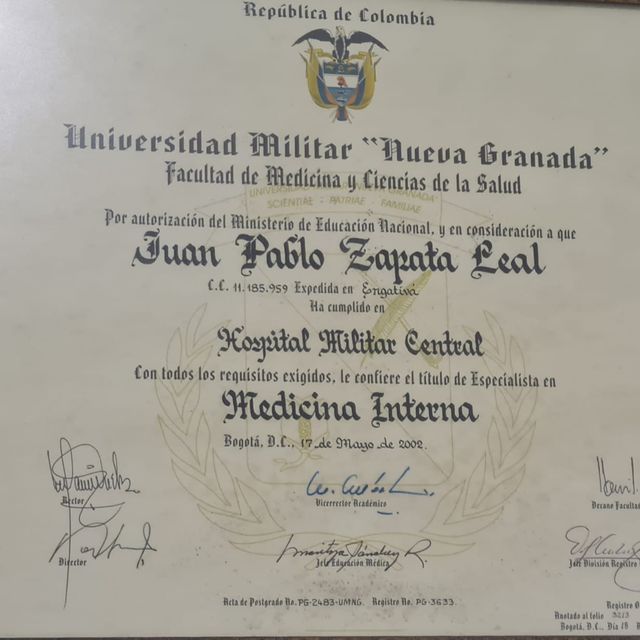 República de Colombia
Universidad Militar "Nueva Granada"
Facultad de Medicina y Ciencias de la Salud
SCIENTIAE - PATRIAE - FAMILIAE
Por autorización del Ministerio de Educación Nacional, y en consideración a que
Juan Pablo Zapata Leal
C.C. 11.185.959 Expedida en Engativá
Ha cumplido en
Hospital Militar Central
Con todos los requisitos exigidos, le confiere el título de Especialista en
Medicina Interna
Bogotá, D.C., 17 de Mayo de 2002.
Rector
Vicerrector Académico
Decano Facultad
Director
Jefe Educación Médica
Jefe División Registro
Acta de Postgrado No. PG-2483-UMNG. Registro No. PG-3633.
Registro
Anotado al folio 3213
Bogotá, D.C., Día 18